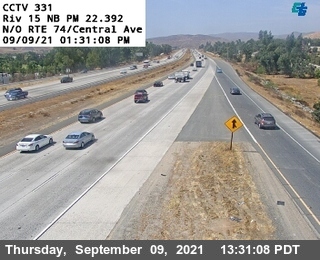 CCTV 331
Riv 15 NB PM 22.392
N/O RTE 74/Central Ave
09/09/21 01:31:08 PM
Thursday, September 09, 2021 13:31:08 PDT